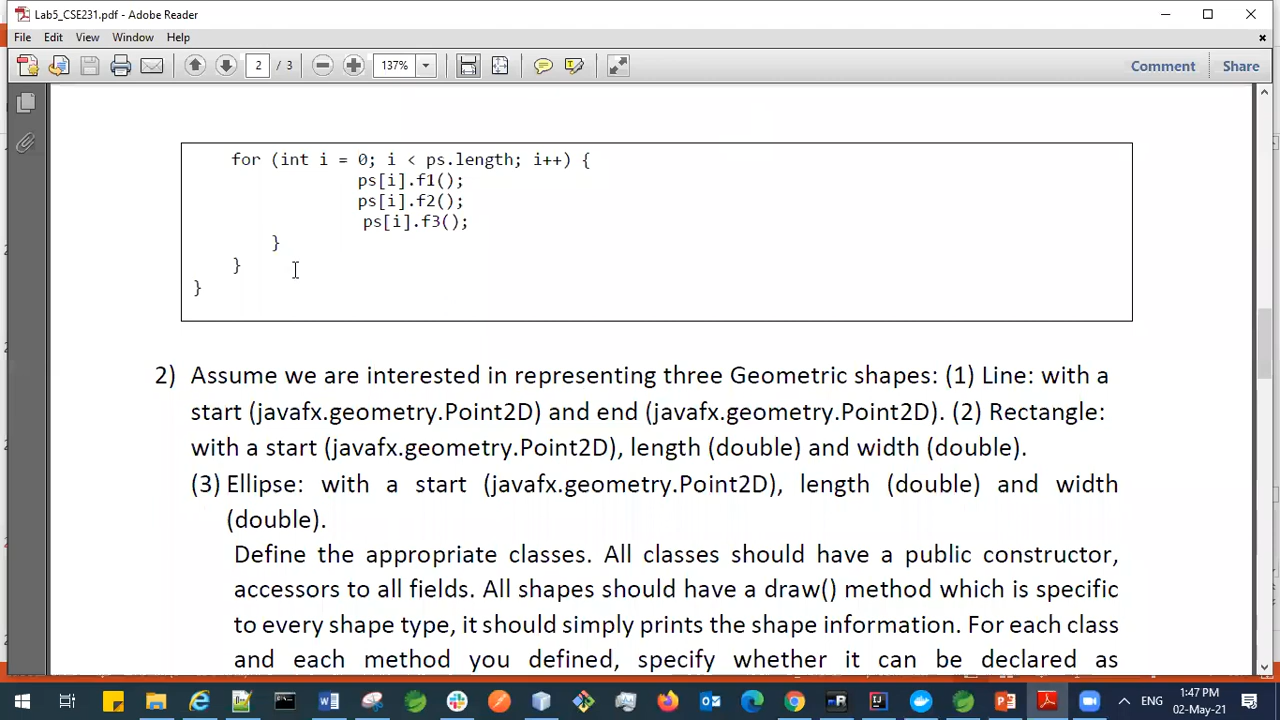 Lab5_CSE231.pdf - Adobe Reader
File Edit View Window Help
2 / 3 137% Comment Share
for (int i = 0; i < ps.length; i++) {
ps[i].f1();
ps[i].f2();
ps[i].f3();
}
}
}
2) Assume we are interested in representing three Geometric shapes: (1) Line: with a
start (javafx.geometry.Point2D) and end (javafx.geometry.Point2D). (2) Rectangle:
with a start (javafx.geometry.Point2D), length (double) and width (double).
(3) Ellipse: with a start (javafx.geometry.Point2D), length (double) and width
(double).
Define the appropriate classes. All classes should have a public constructor,
accessors to all fields. All shapes should have a draw() method which is specific
to every shape type, it should simply prints the shape information. For each class
and each method you defined, specify whether it can be declared as
ENG 1:47 PM
02-May-21